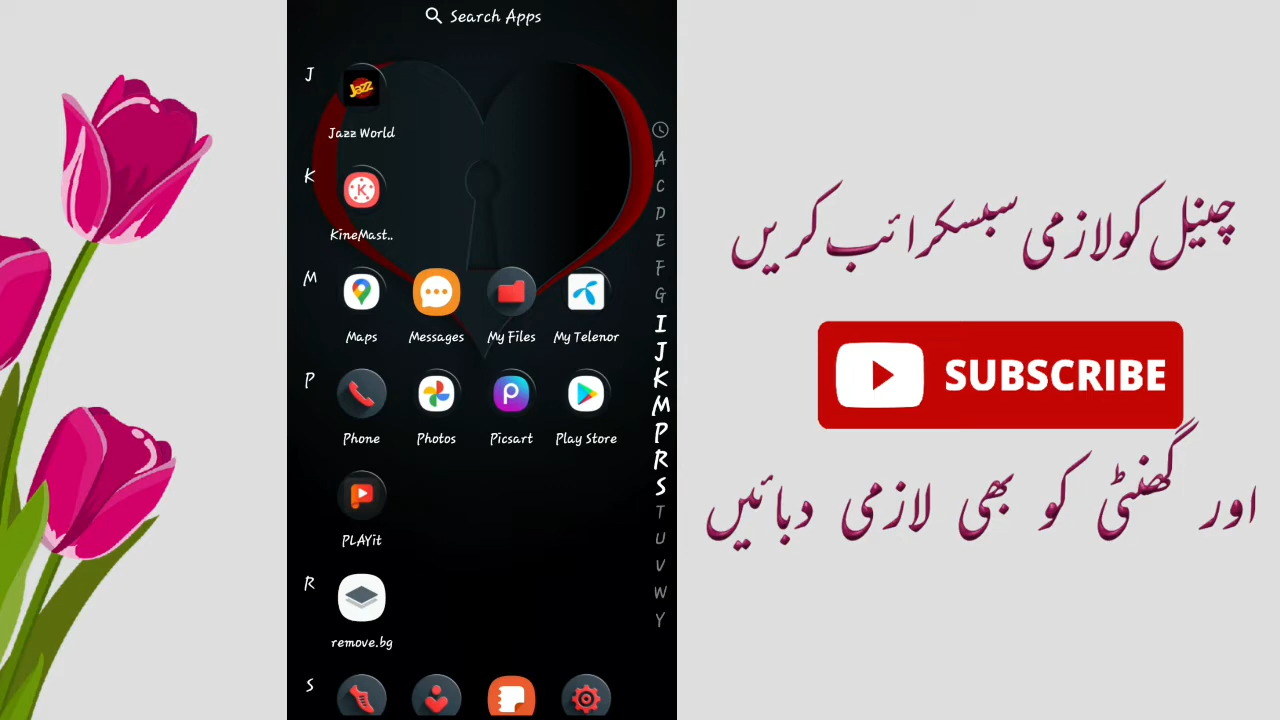 Search Apps
J
Jazz
Jazz World
K
K
KineMast..
M
Maps
Messages
My Files
My Telenor
P
Phone
Photos
Picsart
Play Store
PLAYit
R
remove.bg
S
A
C
D
E
F
G
I
J
K
M
P
R
S
T
U
V
W
Y
چینل کو لازمی سبسکرائب کریں
SUBSCRIBE
اور گھنٹی کو بھی لازمی دبائیں